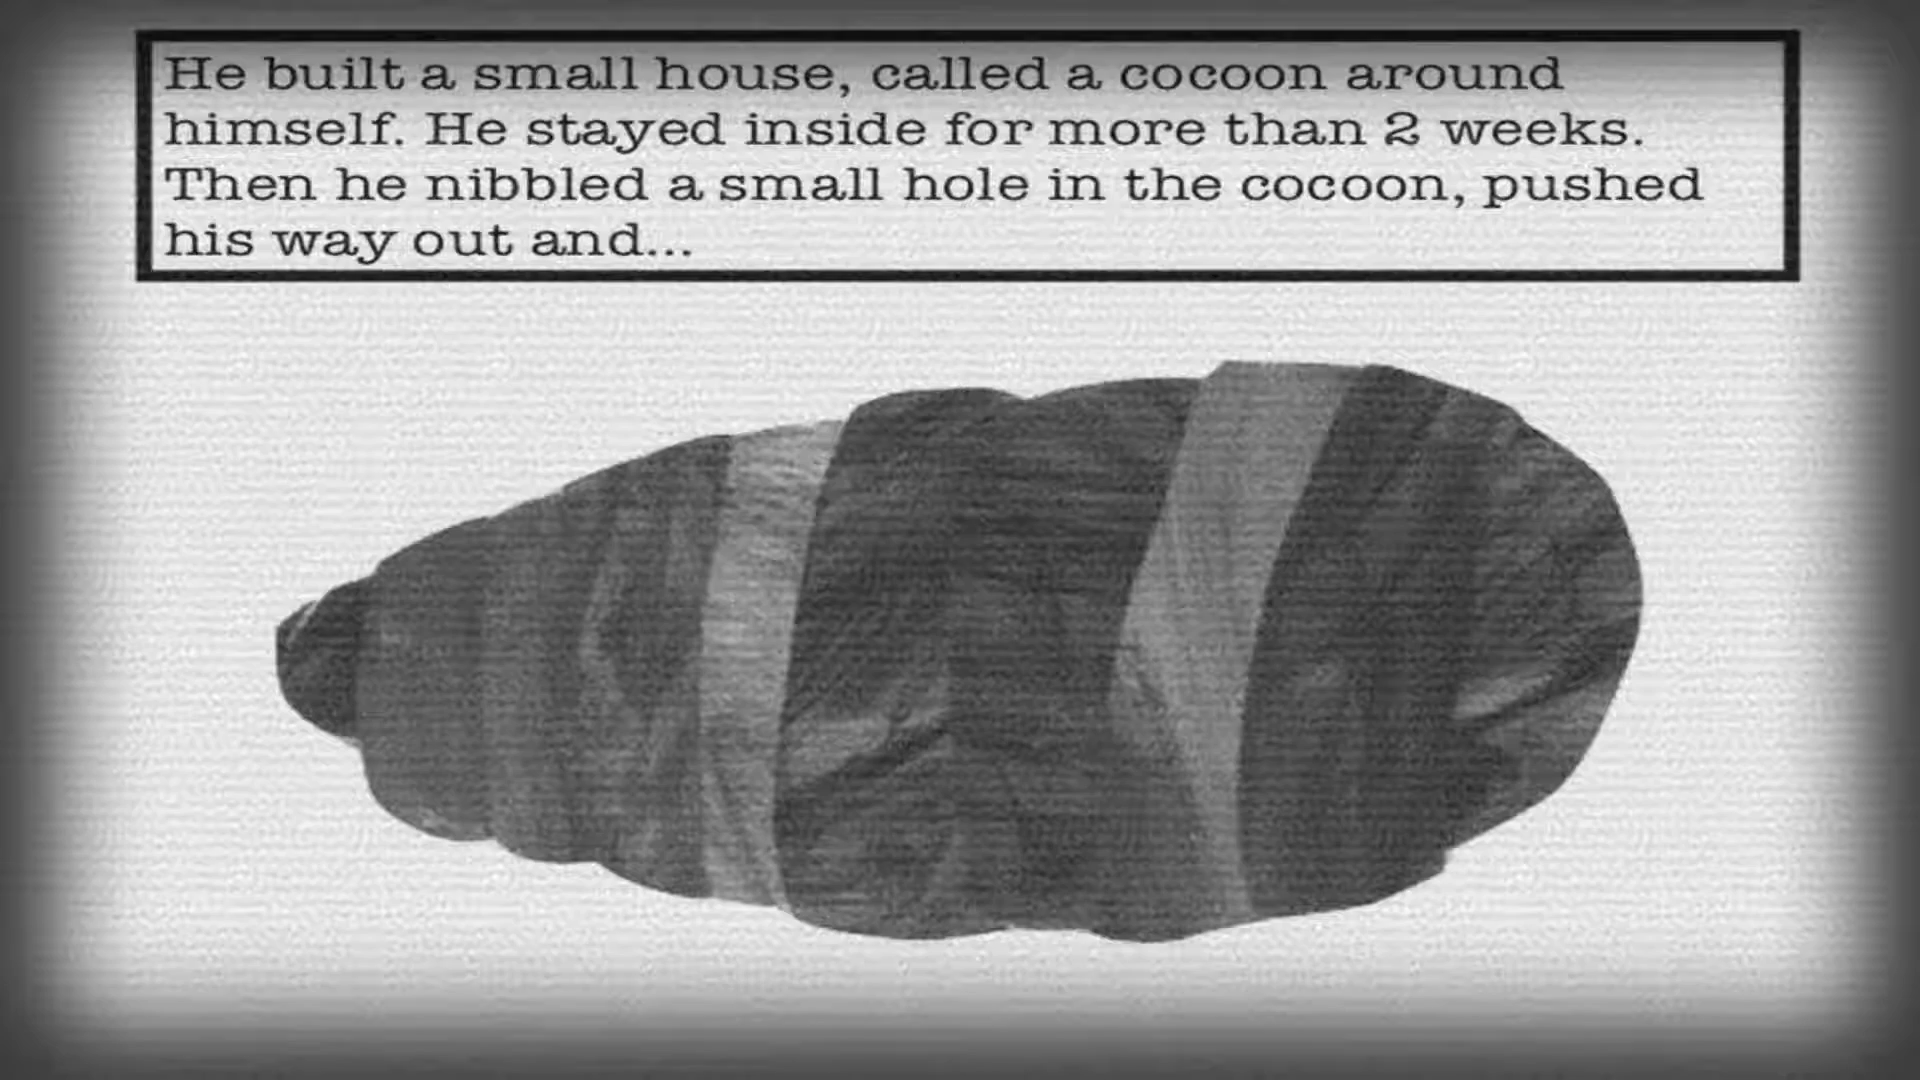 He built a small house, called a cocoon around
himself. He stayed inside for more than 2 weeks.
Then he nibbled a small hole in the cocoon, pushed
his way out and...